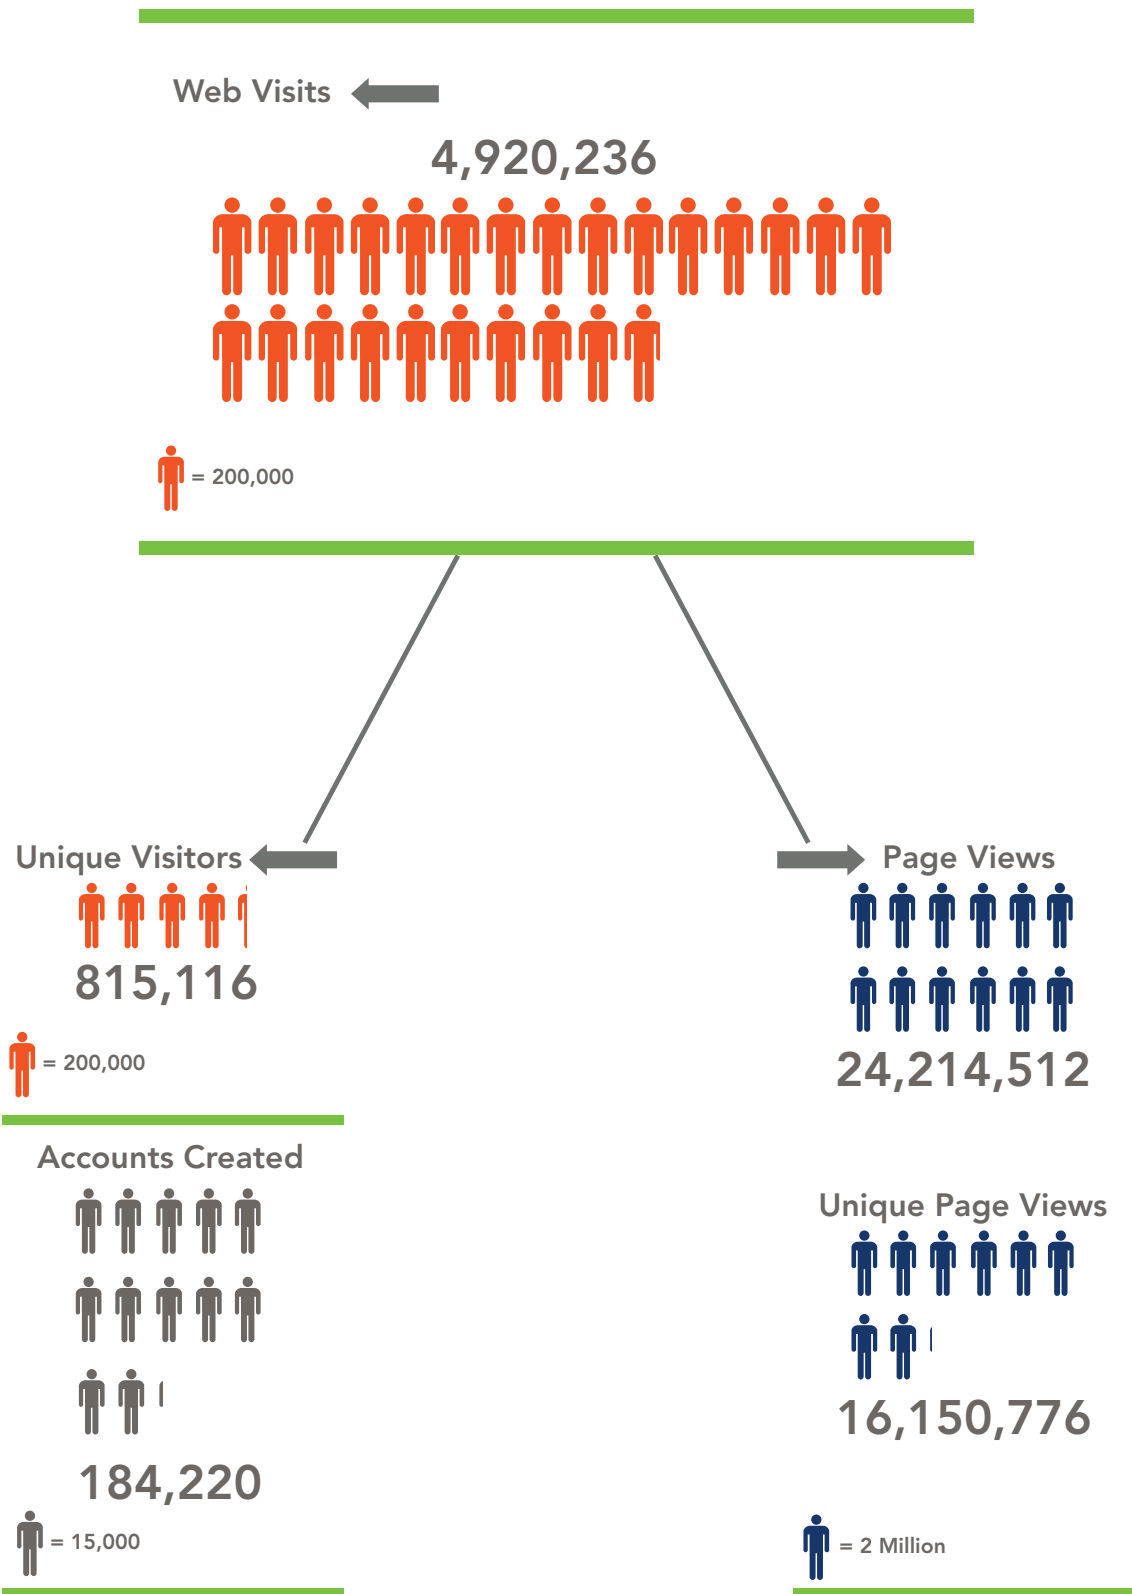 Web Visits
4,920,236
= 200,000
Unique Visitors
815,116
= 200,000
Accounts Created
184,220
= 15,000
Page Views
24,214,512
Unique Page Views
16,150,776
= 2 Million